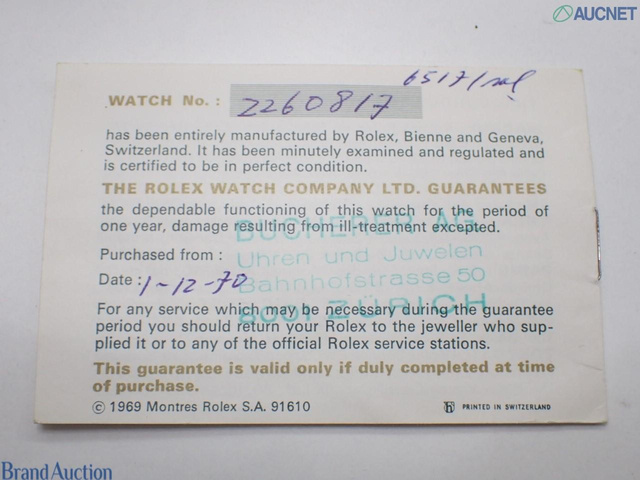 AUCNET
6517/
WATCH No. : 2260817
has been entirely manufactured by Rolex, Bienne and Geneva,
Switzerland. It has been minutely examined and regulated and
is certified to be in perfect condition.
THE ROLEX WATCH COMPANY LTD. GUARANTEES
the dependable functioning of this watch for the period of
one year, damage resulting from ill-treatment excepted.
BUCHERER AG
Purchased from :
Uhren und Juwelen
Date : 1-12-70
Bahnhofstrasse 50
8001 ZÜRICH
For any service which may be necessary during the guarantee
period you should return your Rolex to the jeweller who sup-
plied it or to any of the official Rolex service stations.
This guarantee is valid only if duly completed at time
of purchase.
© 1969 Montres Rolex S.A. 91610
PRINTED IN SWITZERLAND
Brand Auction